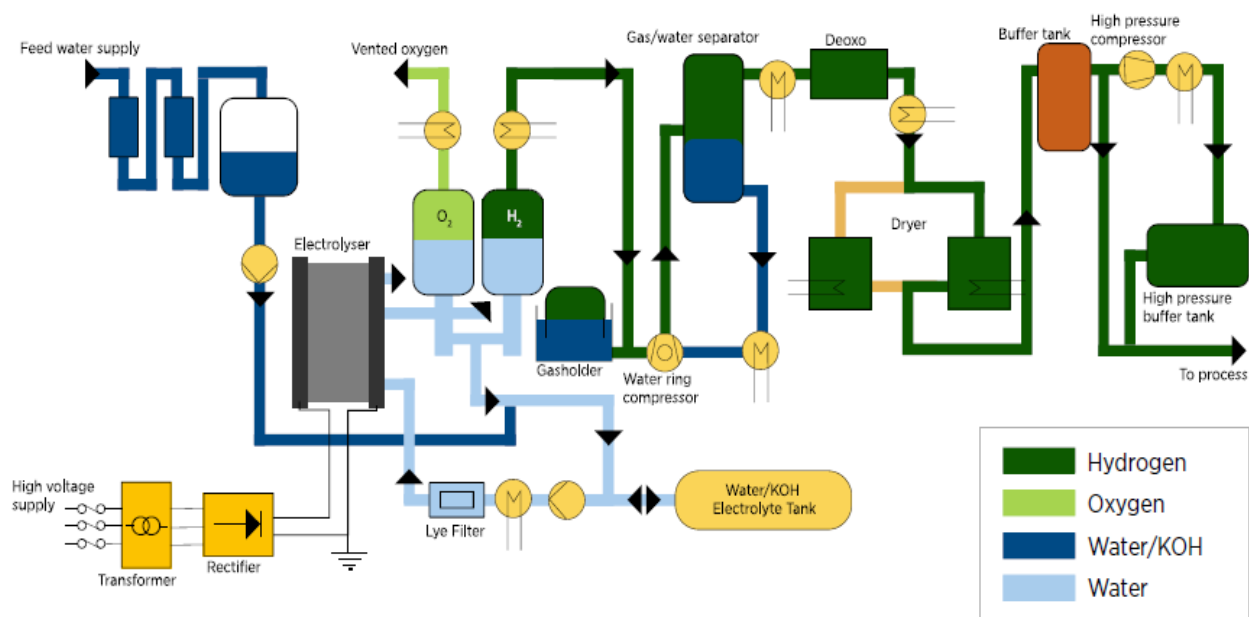 Feed water supply
Vented oxygen
Gas/water separator
Deoxo
Buffer tank
High pressure
compressor
O₂
H₂
Electrolyser
Dryer
Gasholder
Water ring
compressor
High pressure
buffer tank
To process
High voltage
supply
Transformer
Rectifier
Lye Filter
Water/KOH
Electrolyte Tank
Hydrogen
Oxygen
Water/KOH
Water